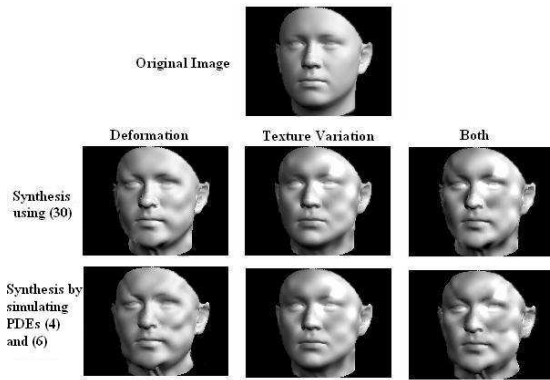 Original Image
Deformation Texture Variation Both
Synthesis
using (30)
Synthesis by
simulating
PDEs (4)
and (6)